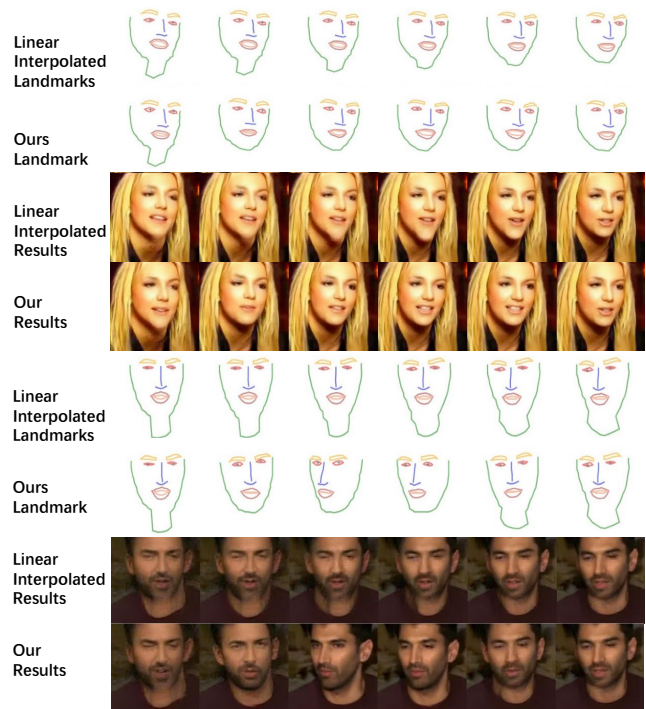 Linear
Interpolated
Landmarks
Ours
Landmark
Linear
Interpolated
Results
Our
Results
Linear
Interpolated
Landmarks
Ours
Landmark
Linear
Interpolated
Results
Our
Results